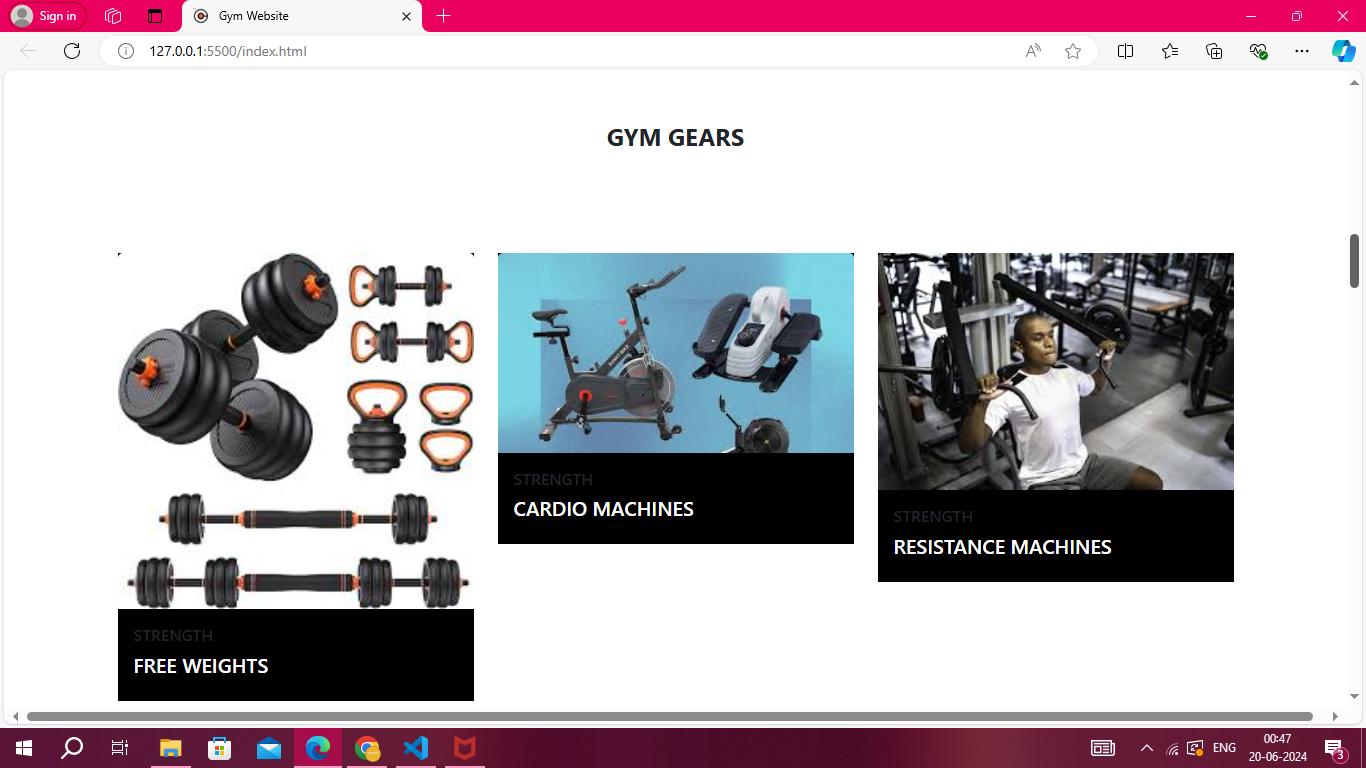 Sign in
Gym Website
127.0.0.1:5500/index.html
GYM GEARS
STRENGTH
CARDIO MACHINES
STRENGTH
RESISTANCE MACHINES
STRENGTH
FREE WEIGHTS
ENG
00:47
20-06-2024
3